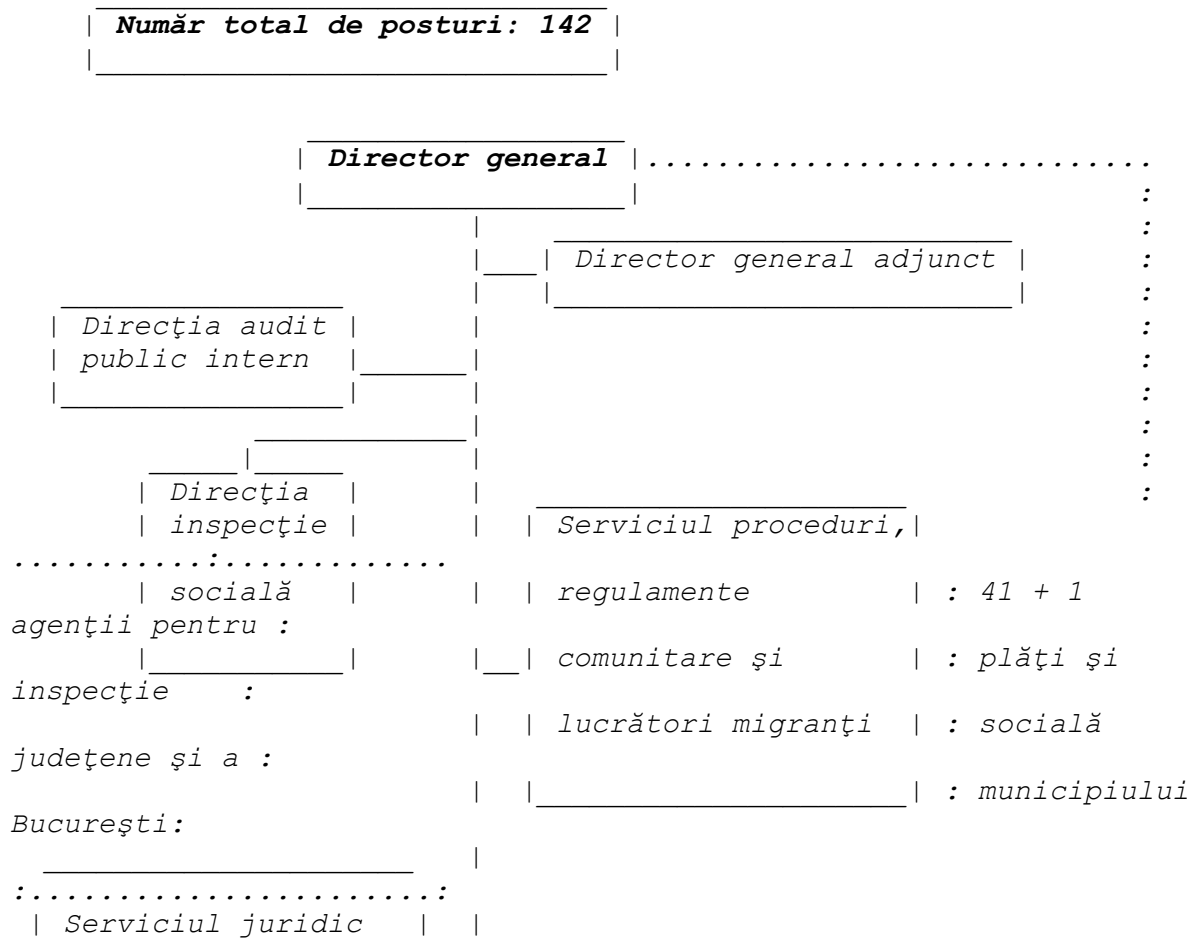 Număr total de posturi: 142
Director general
Director general adjunct
Direcţia audit
public intern
Direcţia
inspecţie | Serviciul proceduri,
socială | regulamente | : 41 + 1
agenţii pentru :
comunitare şi | : plăţi şi
inspecţie :
lucrători migranţi | : socială
judeţene şi a :
: municipiului
Bucureşti:
Serviciul juridic